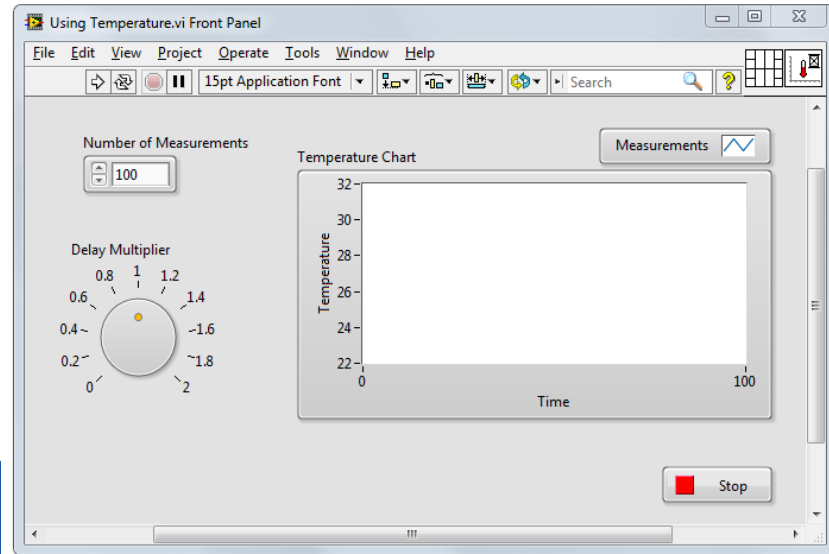 Using Temperature.vi Front Panel
File Edit View Project Operate Tools Window Help
15pt Application Font Search
Number of Measurements
100
Measurements
Temperature Chart
32
30
28
26
24
22
Temperature
0 100
Time
Delay Multiplier
0.8 1 1.2
0.6 1.4
0.4 1.6
0.2 1.8
0 2
Stop